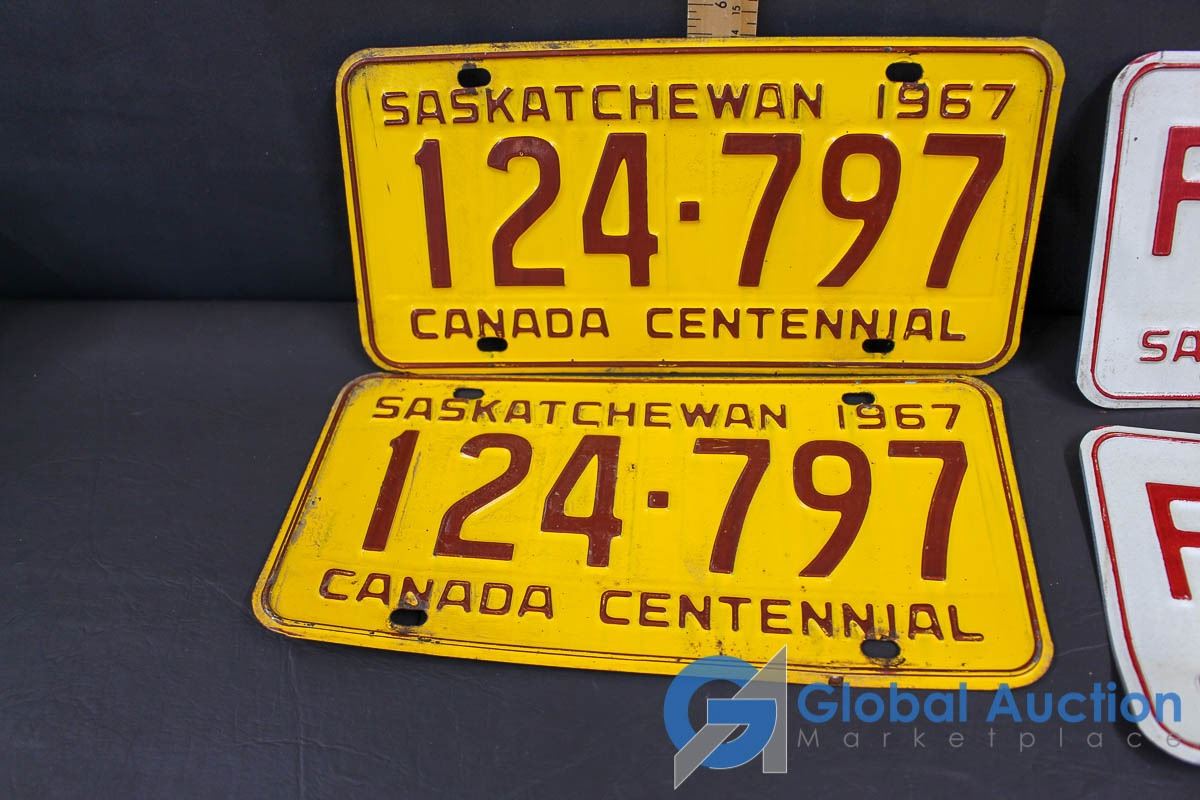 SASKATCHEWAN 1967
124·797
CANADA CENTENNIAL
SASKATCHEWAN 1967
124·797
CANADA CENTENNIAL
Global Auction
Marketplace